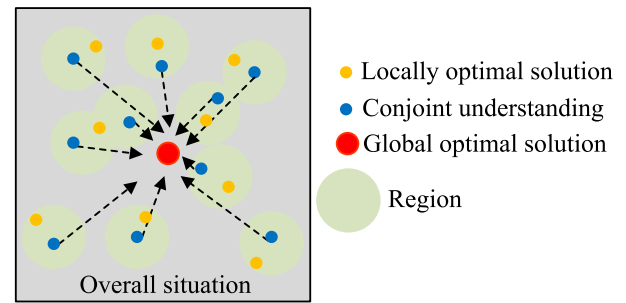 Locally optimal solution
Conjoint understanding
Global optimal solution
Region
Overall situation